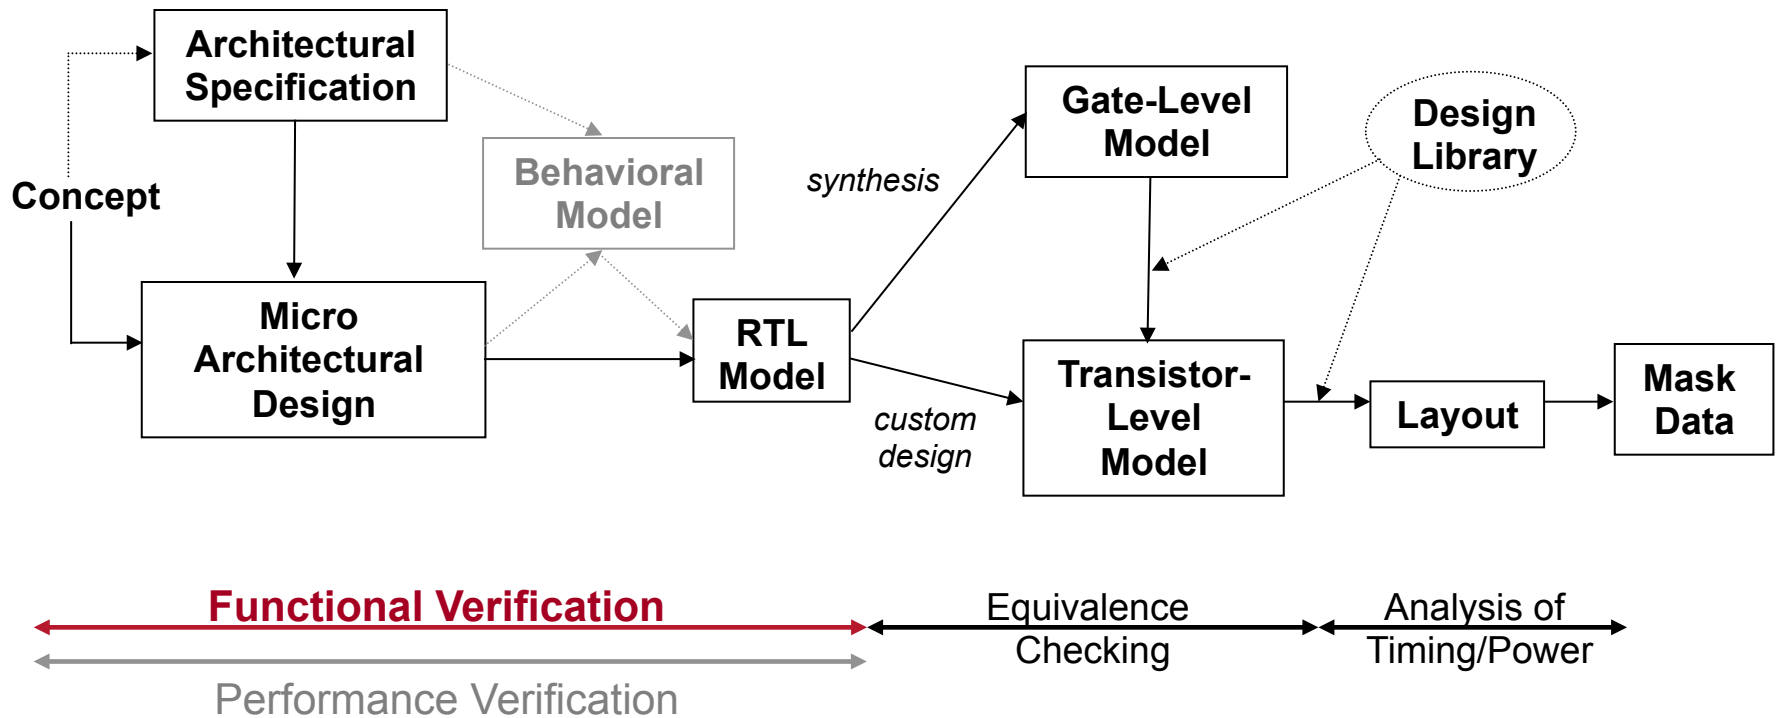 Architectural
Specification
Concept
Behavioral
Model
Micro
Architectural
Design
RTL
Model
synthesis
custom
design
Gate-Level
Model
Design
Library
Transistor-
Level
Model
Layout
Mask
Data
Functional Verification
Performance Verification
Equivalence
Checking
Analysis of
Timing/Power